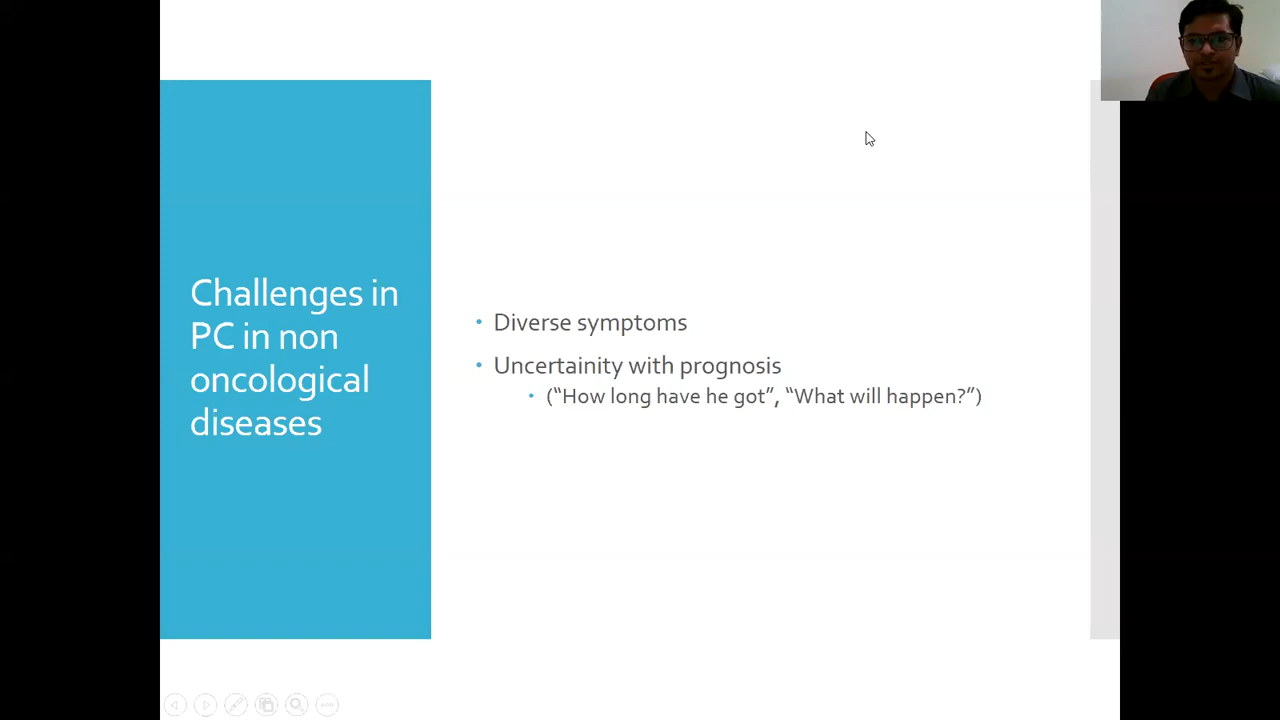 Challenges in
PC in non
oncological
diseases
• Diverse symptoms
• Uncertainity with prognosis
• (“How long have he got”, “What will happen?”)